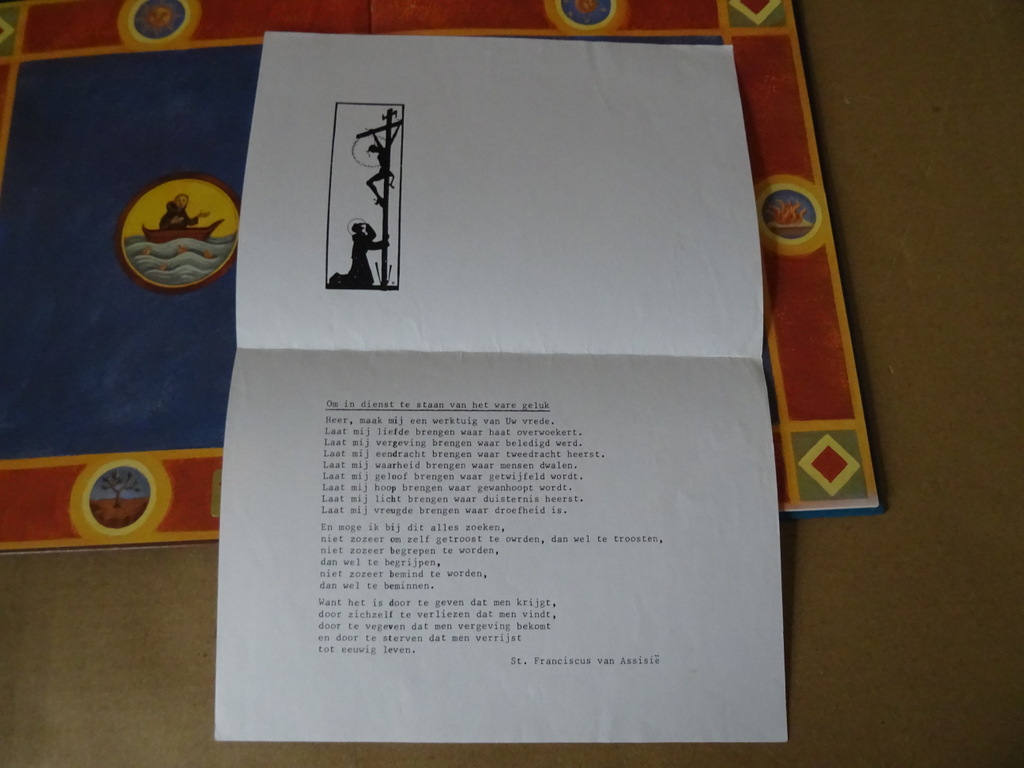 Om in dienst te staan van het ware geluk
Heer, maak mij een werktuig van Uw vrede.
Laat mij liefde brengen waar haat overwoekert.
Laat mij vergeving brengen waar beledigd werd.
Laat mij eendracht brengen waar tweedracht heerst.
Laat mij waarheid brengen waar mensen dwalen.
Laat mij geloof brengen waar getwijfeld wordt.
Laat mij hoop brengen waar gewanhoopt wordt.
Laat mij licht brengen waar duisternis heerst.
Laat mij vreugde brengen waar droefheid is.
En moge ik bij dit alles zoeken,
niet zozeer om zelf getroost te owrden, dan wel te troosten,
niet zozeer begrepen te worden,
dan wel te begrijpen,
niet zozeer bemind te worden,
dan wel te beminnen.
Want het is door te geven dat men krijgt,
door zichzelf te verliezen dat men vindt,
door te vegeven dat men vergeving bekomt
en door te sterven dat men verrijst
tot eeuwig leven.
St. Franciscus van Assisië